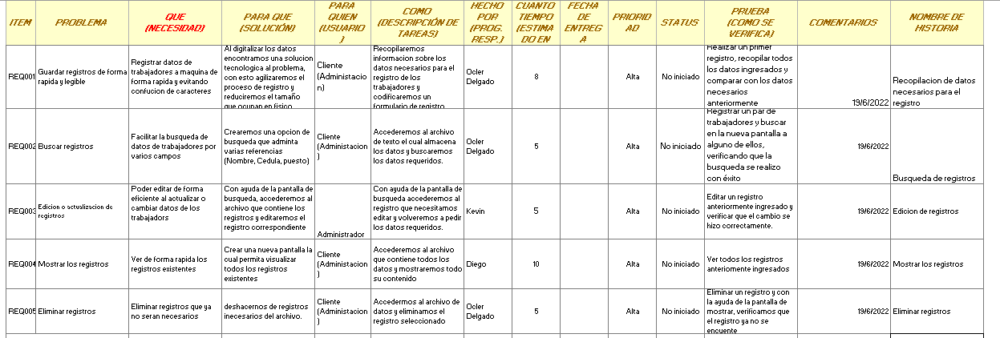 ITEM
PROBLEMA
QUE
(NECESIDAD)
PARA QUE
(SOLUCIÓN)
PARA
QUIEN
(USUARIO
)
COMO
(DESCRIPCIÓN DE
TAREAS)
HECHO
POR
(PROG.
RESP.)
CUANTO
TIEMPO
(ESTIMA
DO EN
FECHA
DE
ENTREG
A
PRIORID
AD
STATUS
PRUEBA
(COMO SE
VERIFICA)
COMENTARIOS
NOMBRE DE
HISTORIA
REQ001
Guardar registros de forma
rapida y legible
Registrar datos de
trabajadores a maquina de
forma rapida y evitando
confucion de caracteres
Al digitalizar los datos
encontramos una solucion
tecnologica al problema,
con esto agilizaremos el
proceso de registro y
reduciremos el tamaño
que ocupan en fisico
Cliente
(Administacio
n)
Recopilaremos
informacion sobre los
datos necesarios para el
registro de los
trabajadores y
codificaremos un
formulario de registro
Ocler
Delgado
8
Alta
No iniciado
Realizar un primer
registro, recopilar todos
los datos ingresados y
comparar con los datos
necesarios
anteriormente
19/6/2022
Recopilacion de datos
necesarios para el
registro
REQ002
Buscar registros
Facilitar la busqueda de
datos de trabajadores por
varios campos
Crearemos una opcion de
busqueda que adminta
varias referencias
(Nombre, Cedula, puesto)
Cliente
(Administacion
)
Accederemos al archivo
de texto el cual almacena
los datos y buscaremos
los datos requeridos.
Ocler
Delgado
5
Alta
No iniciado
Registrar un par de
trabajadores y buscar
en la nueva pantalla a
alguno de ellos,
verificando que la
busqueda se realizo
con éxito
19/6/2022
Busqueda de registros
REQ003
Edicion o actualizacion de
registros
Poder editar de forma
eficiente al actualizar o
cambiar datos de los
trabajadors
Con ayuda de la pantalla de
busqueda, accederemos al
archivo que contiene los
registros y editaremos el
registro correspondiente
Administrador
Con ayuda de la pantalla de
busqueda accederemos al
registro que necesitamos
editar y volveremos a pedir
los datos requeridos.
Kevin
5
Alta
No iniciado
Editar un registro
anteriormente ingresado y
verificar que el cambio se
hizo correctamente.
19/6/2022
Edicion de registros
REQ004
Mostrar los registros
Ver de forma rapida los
registros existentes
Crear una nueva pantalla la
cual permita visualizar
todos los registros
existentes
Cliente
(Administacion
)
Accederemos al archivo
que contiene todos los
datos y mostraremos todo
su contenido
Diego
10
Alta
No iniciado
Ver todos los registros
anteriomente ingresados
19/6/2022
Mostrar los registros
REQ005
Eliminar registros
Eliminar registros que ya
no seran necesarios
deshacernos de registros
inecesarios del archivo.
Cliente
(Administacion
)
Accedermos al archivo de
datos y eliminamos el
registro seleccionado
Ocler
Delgado
5
Alta
No iniciado
Eliminar un registro y con
la ayuda de la pantalla de
mostrar, verificamos que
el registro ya no se
encuente
19/6/2022
Eliminar registros